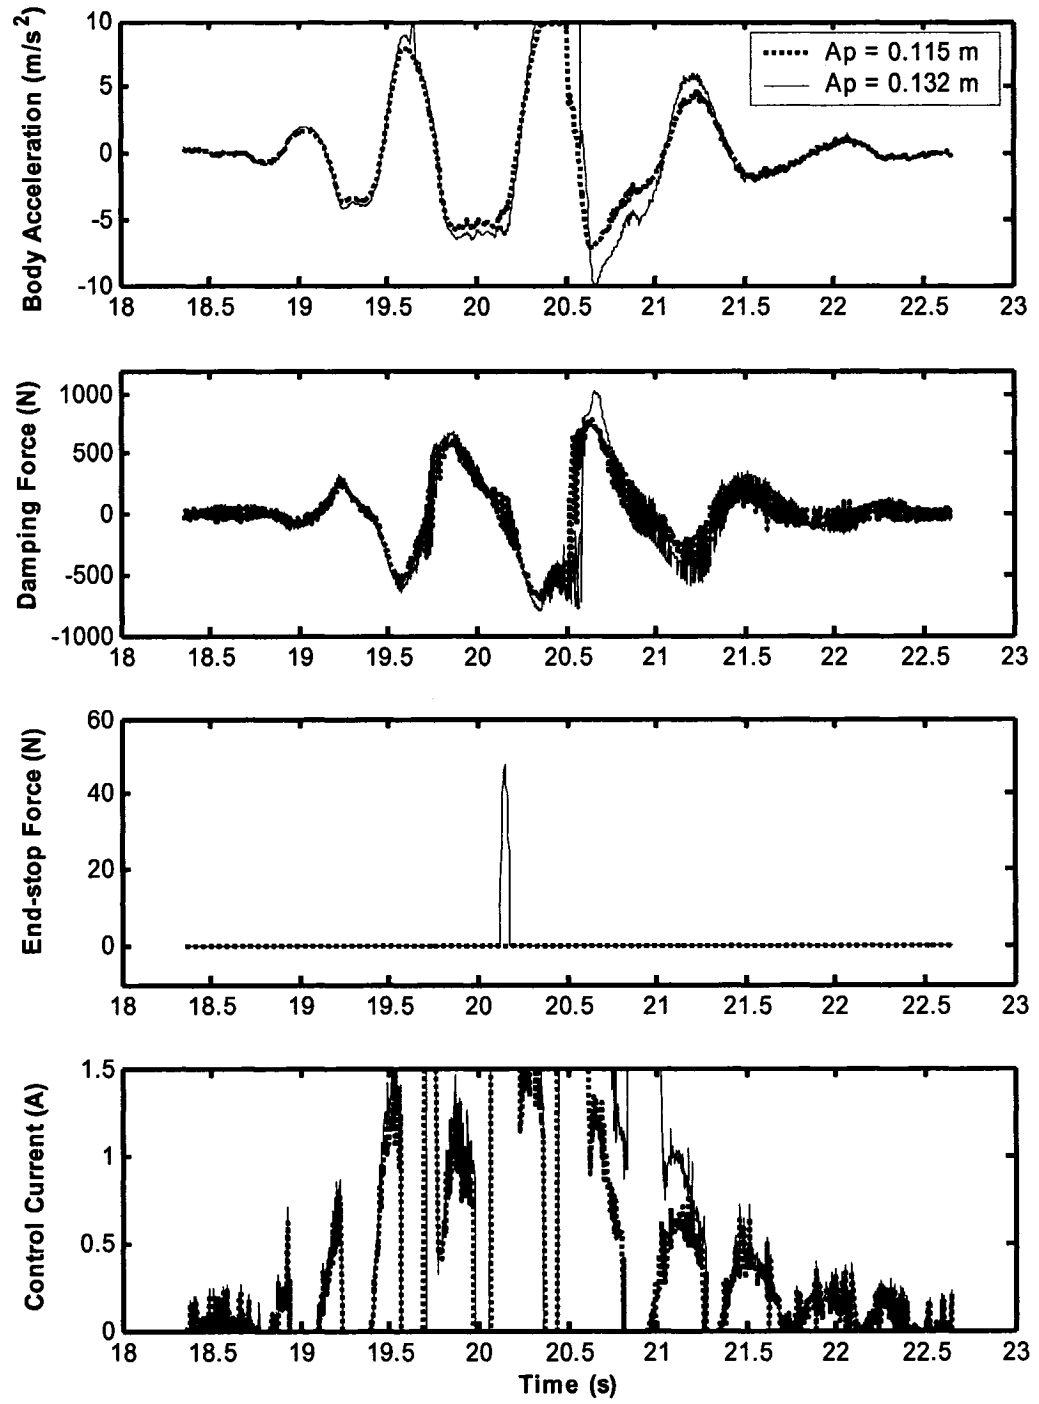 Body Acceleration (m/s²)
10
5
0
-5
-10
Ap = 0.115 m
Ap = 0.132 m
18 18.5 19 19.5 20 20.5 21 21.5 22 22.5 23
Damping Force (N)
1000
500
0
-500
-1000
18 18.5 19 19.5 20 20.5 21 21.5 22 22.5 23
End-stop Force (N)
60
40
20
0
18 18.5 19 19.5 20 20.5 21 21.5 22 22.5 23
Control Current (A)
1.5
1
0.5
0
18 18.5 19 19.5 20 20.5 21 21.5 22 22.5 23
Time (s)